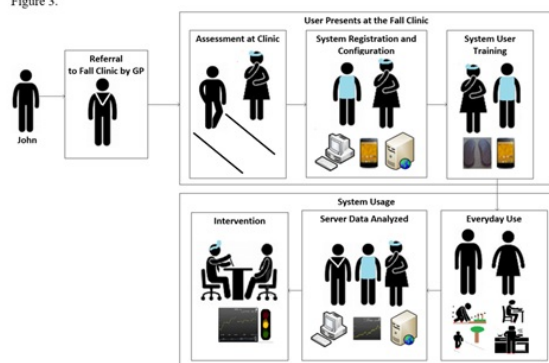 Figure 3.
User Presents at the Fall Clinic
Referral
to Fall Clinic by GP
John
Assessment at Clinic
System Registration and
Configuration
System User
Training
System Usage
Intervention
Server Data Analyzed
Everyday Use